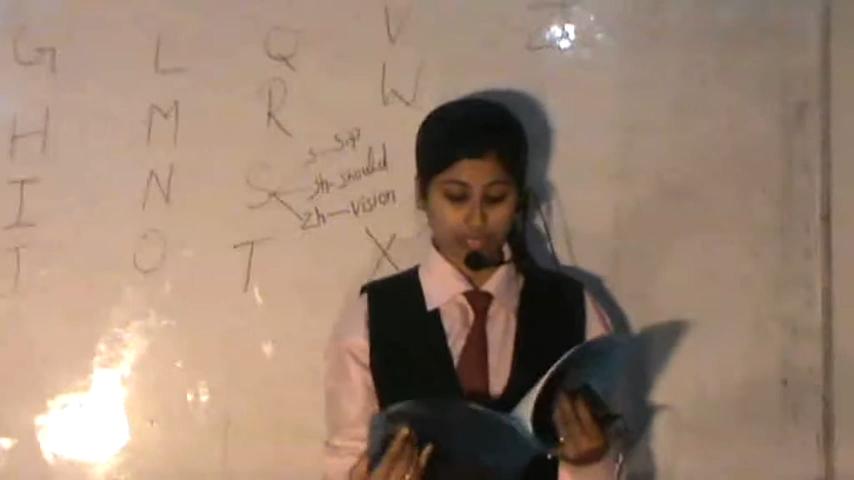 G L Q V Z
H M R W
I N S s - sip
sh - should
zh - vision
J O T X